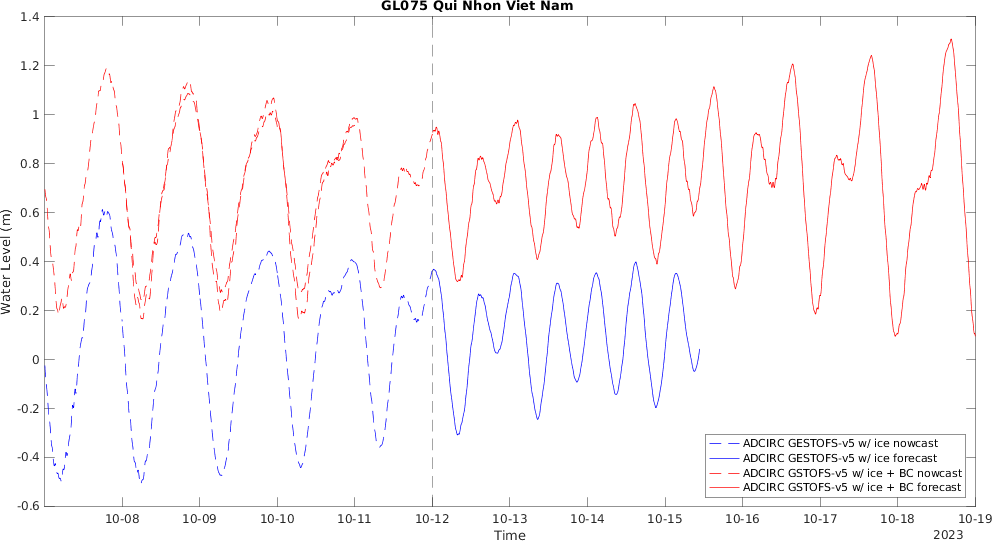 GL075 Qui Nhon Viet Nam
Water Level (m)
1.4
1.2
1
0.8
0.6
0.4
0.2
0
-0.2
-0.4
-0.6
ADCIRC GESTOFS-v5 w/ ice nowcast
ADCIRC GESTOFS-v5 w/ ice forecast
ADCIRC GSTOFS-v5 w/ ice + BC nowcast
ADCIRC GSTOFS-v5 w/ ice + BC forecast
10-08 10-09 10-10 10-11 10-12 10-13 10-14 10-15 10-16 10-17 10-18 10-19
Time
2023